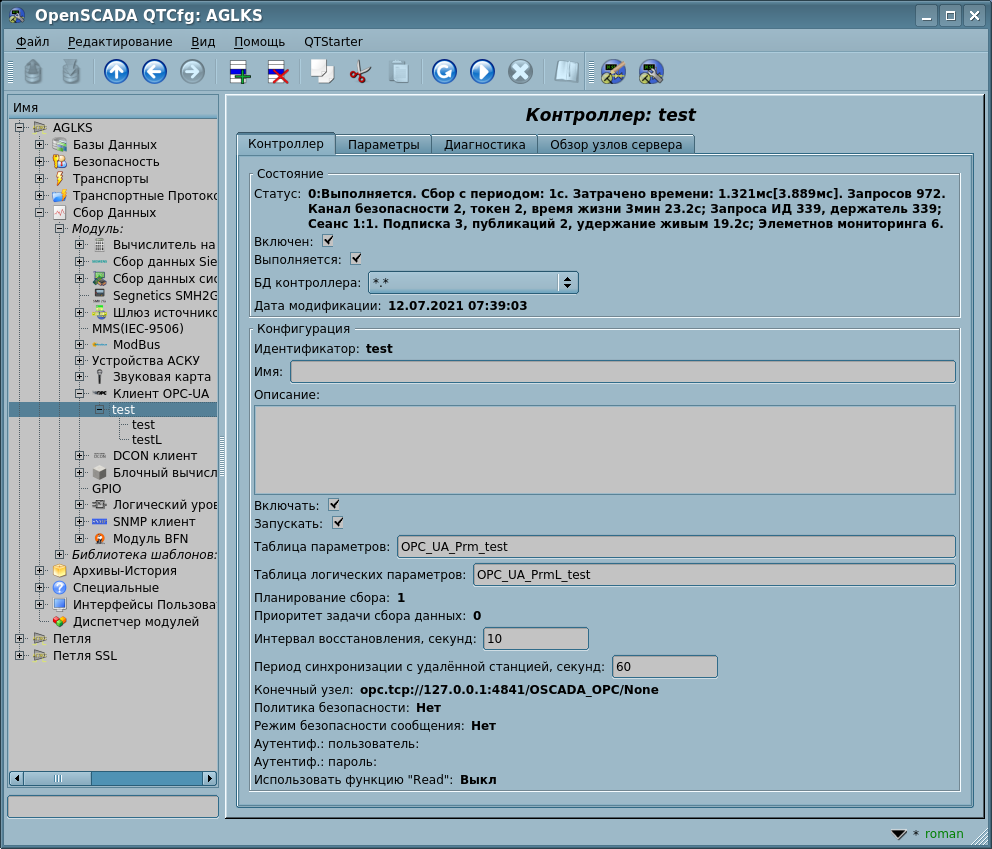 OpenSCADA QTCfg: AGLKS
Файл Редактирование Вид Помощь QTStarter
Имя
AGLKS
Базы Данных
Безопасность
Транспорты
Транспортные Протокс
Сбор Данных
Модуль:
Вычислитель на
Сбор данных Sie
Сбор данных сис
Segnetics SMH2G
Шлюз источникс
MMS(IEC-9506)
ModBus
Устройства АСКУ
Звуковая карта
Клиент OPC-UA
test
test
testL
DCON клиент
Блочный вычисл
GPIO
Логический уров
SNMP клиент
Модуль BFN
Библиотека шаблонов:
Архивы-История
Специальные
Интерфейсы Пользова
Диспетчер модулей
Петля
Петля SSL
Контроллер: test
Контроллер Параметры Диагностика Обзор узлов сервера
Состояние
Статус: 0:Выполняется. Сбор с периодом: 1с. Затрачено времени: 1.321мс[3.889мс]. Запросов 972.
Канал безопасности 2, токен 2, время жизни 3мин 23.2с; Запроса ИД 339, держатель 339;
Сеанс 1:1. Подписка 3, публикаций 2, удержание живым 19.2с; Элеметнов мониторинга 6.
Включен:
Выполняется:
БД контроллера: *.*
Дата модификации: 12.07.2021 07:39:03
Конфигурация
Идентификатор: test
Имя:
Описание:
Включать:
Запускать:
Таблица параметров: OPC_UA_Prm_test
Таблица логических параметров: OPC_UA_PrmL_test
Планирование сбора: 1
Приоритет задачи сбора данных: 0
Интервал восстановления, секунд: 10
Период синхронизации с удалённой станцией, секунд: 60
Конечный узел: opc.tcp://127.0.0.1:4841/OSCADA_OPC/None
Политика безопасности: Нет
Режим безопасности сообщения: Нет
Аутентиф.: пользователь:
Аутентиф.: пароль:
Использовать функцию "Read": Выкл
* roman